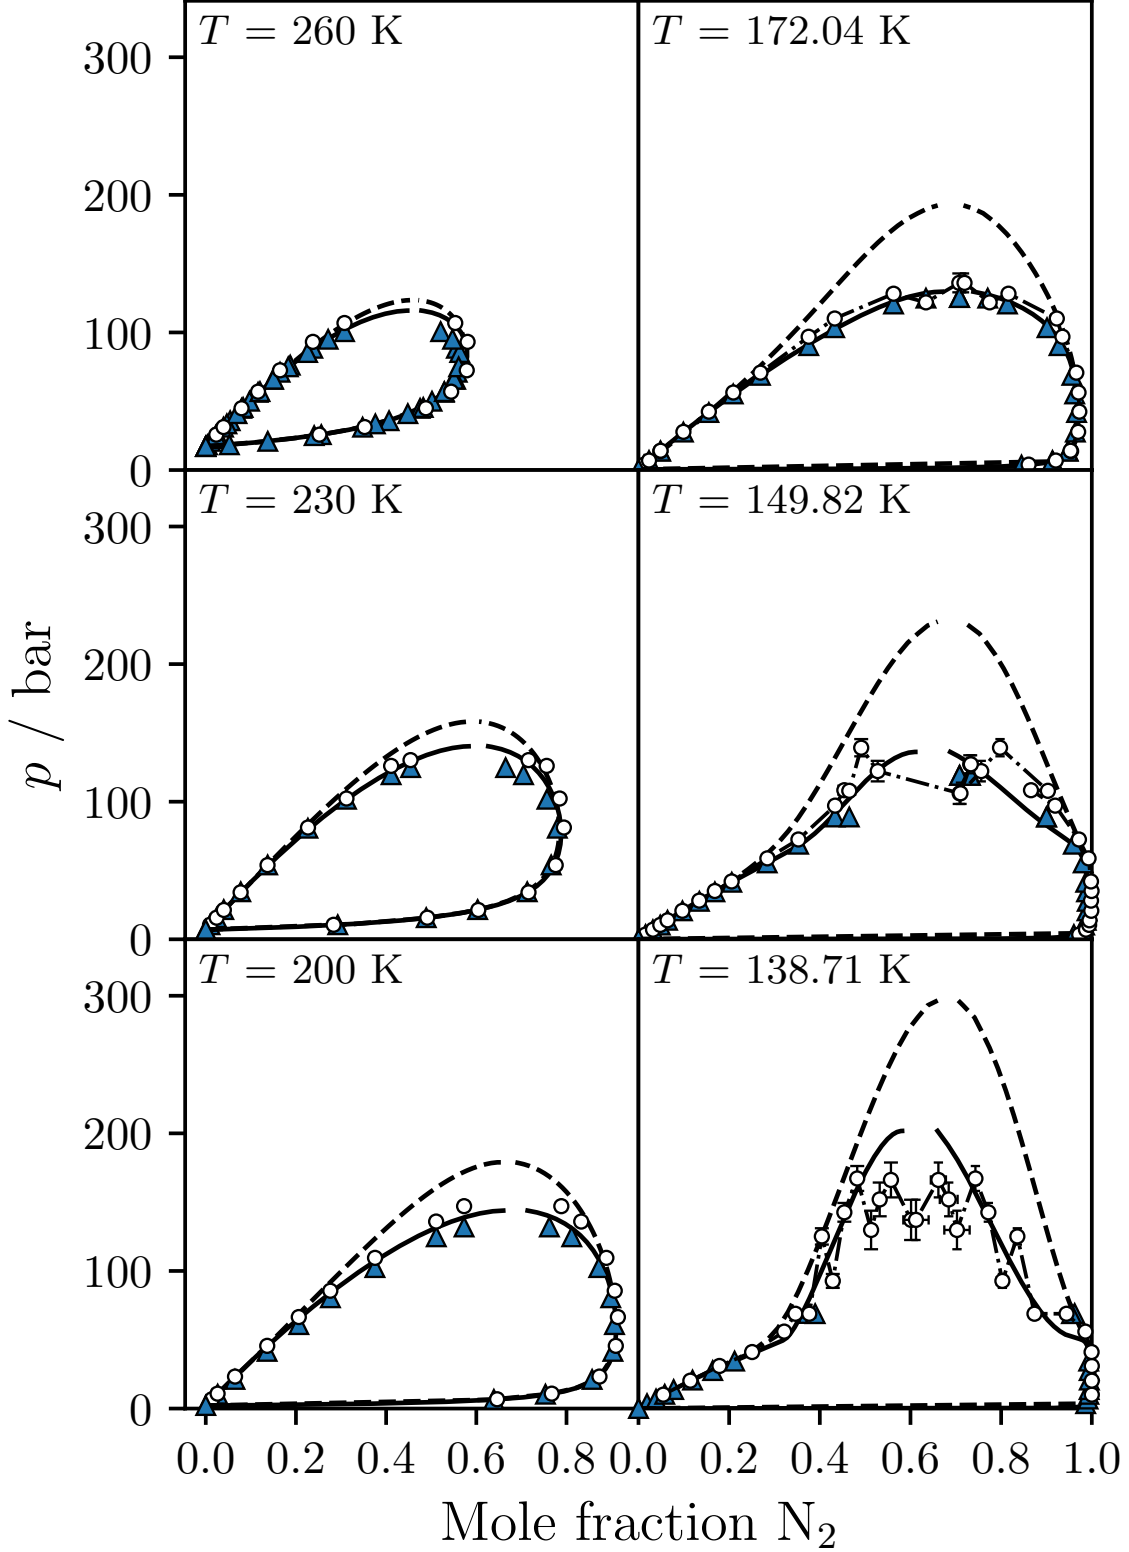 T = 260 K
T = 172.04 K
300
200
100
0
T = 230 K
T = 149.82 K
300
200
100
0
p / bar
T = 200 K
T = 138.71 K
300
200
100
0
0.0 0.2 0.4 0.6 0.8 0.0 0.2 0.4 0.6 0.8 1.0
Mole fraction N₂